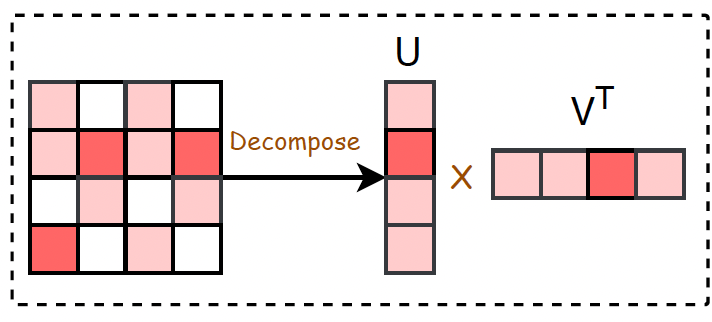 U
V^T
Decompose
X